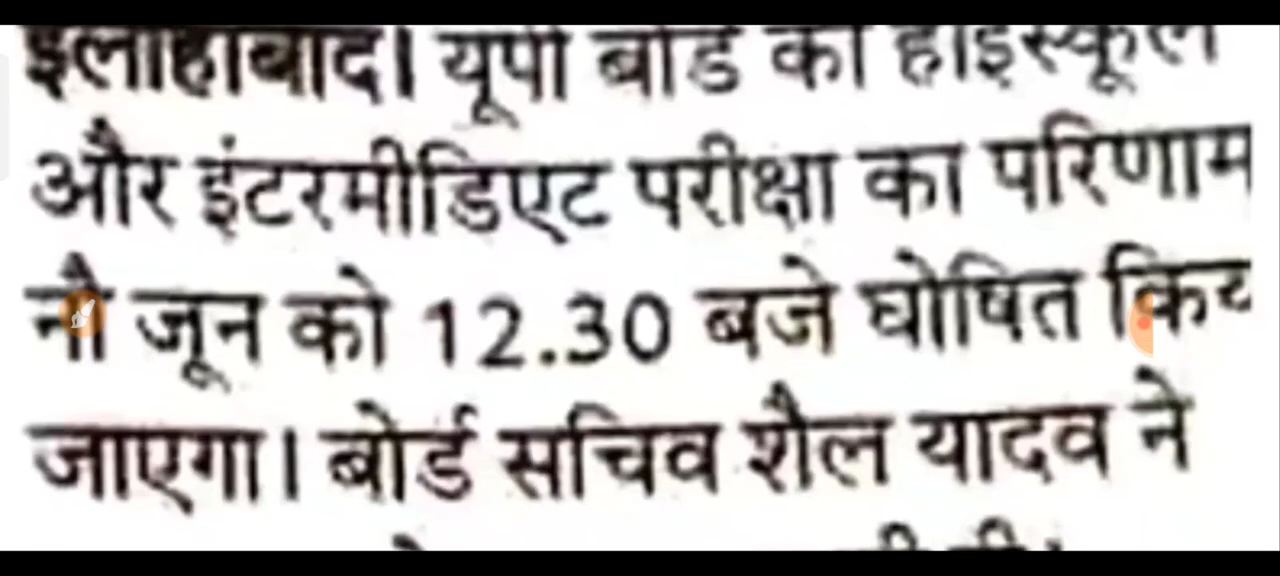 इलाहाबाद। यूपी बोर्ड की हाईस्कूल
और इंटरमीडिएट परीक्षा का परिणाम
नौ जून को 12.30 बजे घोषित
जाएगा। बोर्ड सचिव शैल यादव ने